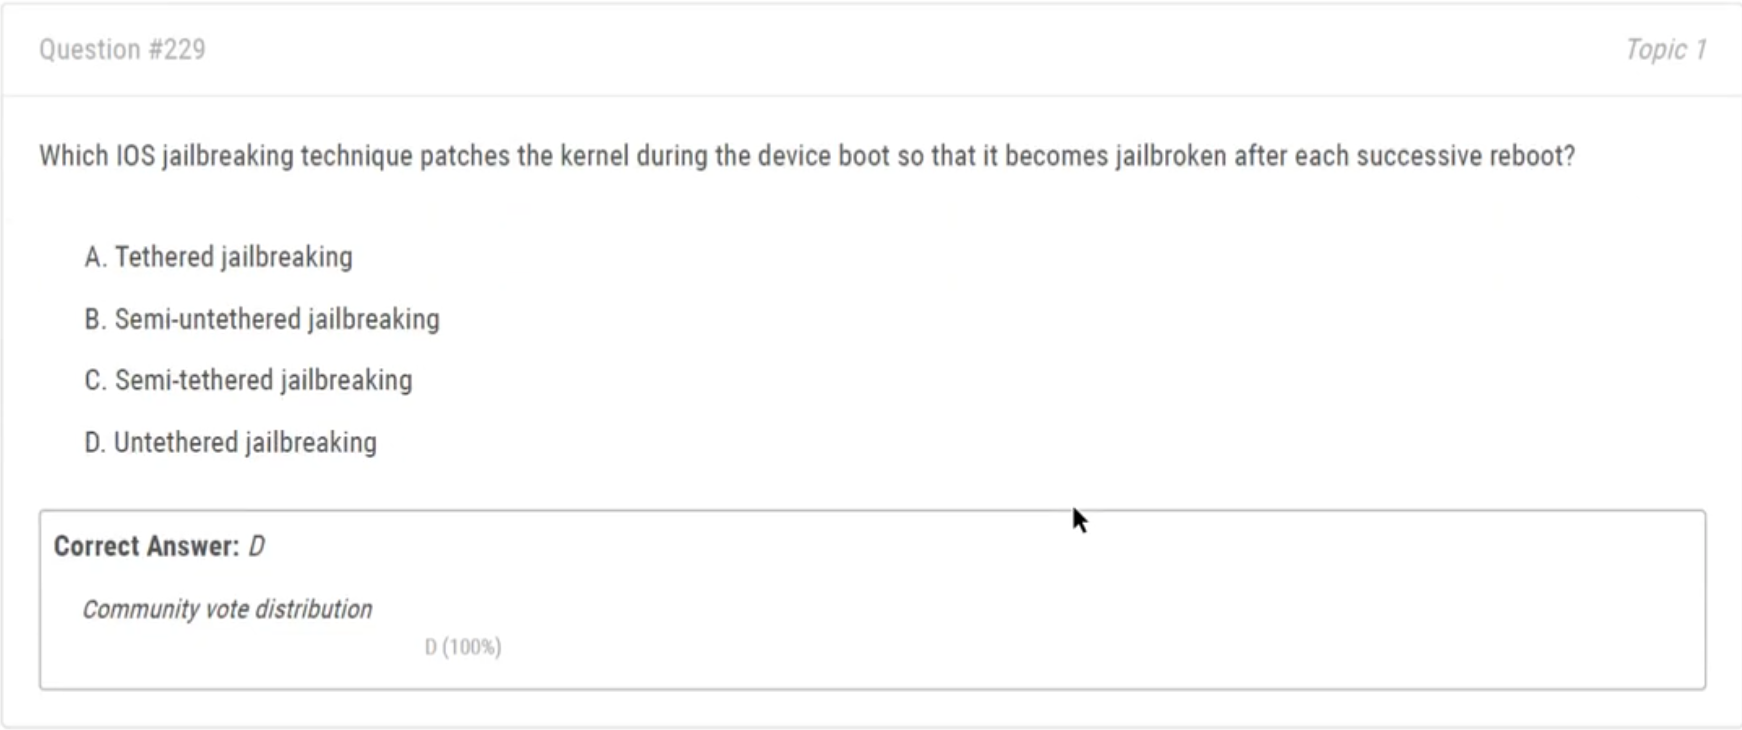 Question #229
Topic 1
Which IOS jailbreaking technique patches the kernel during the device boot so that it becomes jailbroken after each successive reboot?
A. Tethered jailbreaking
B. Semi-untethered jailbreaking
C. Semi-tethered jailbreaking
D. Untethered jailbreaking
Correct Answer: D
Community vote distribution
D (100%)